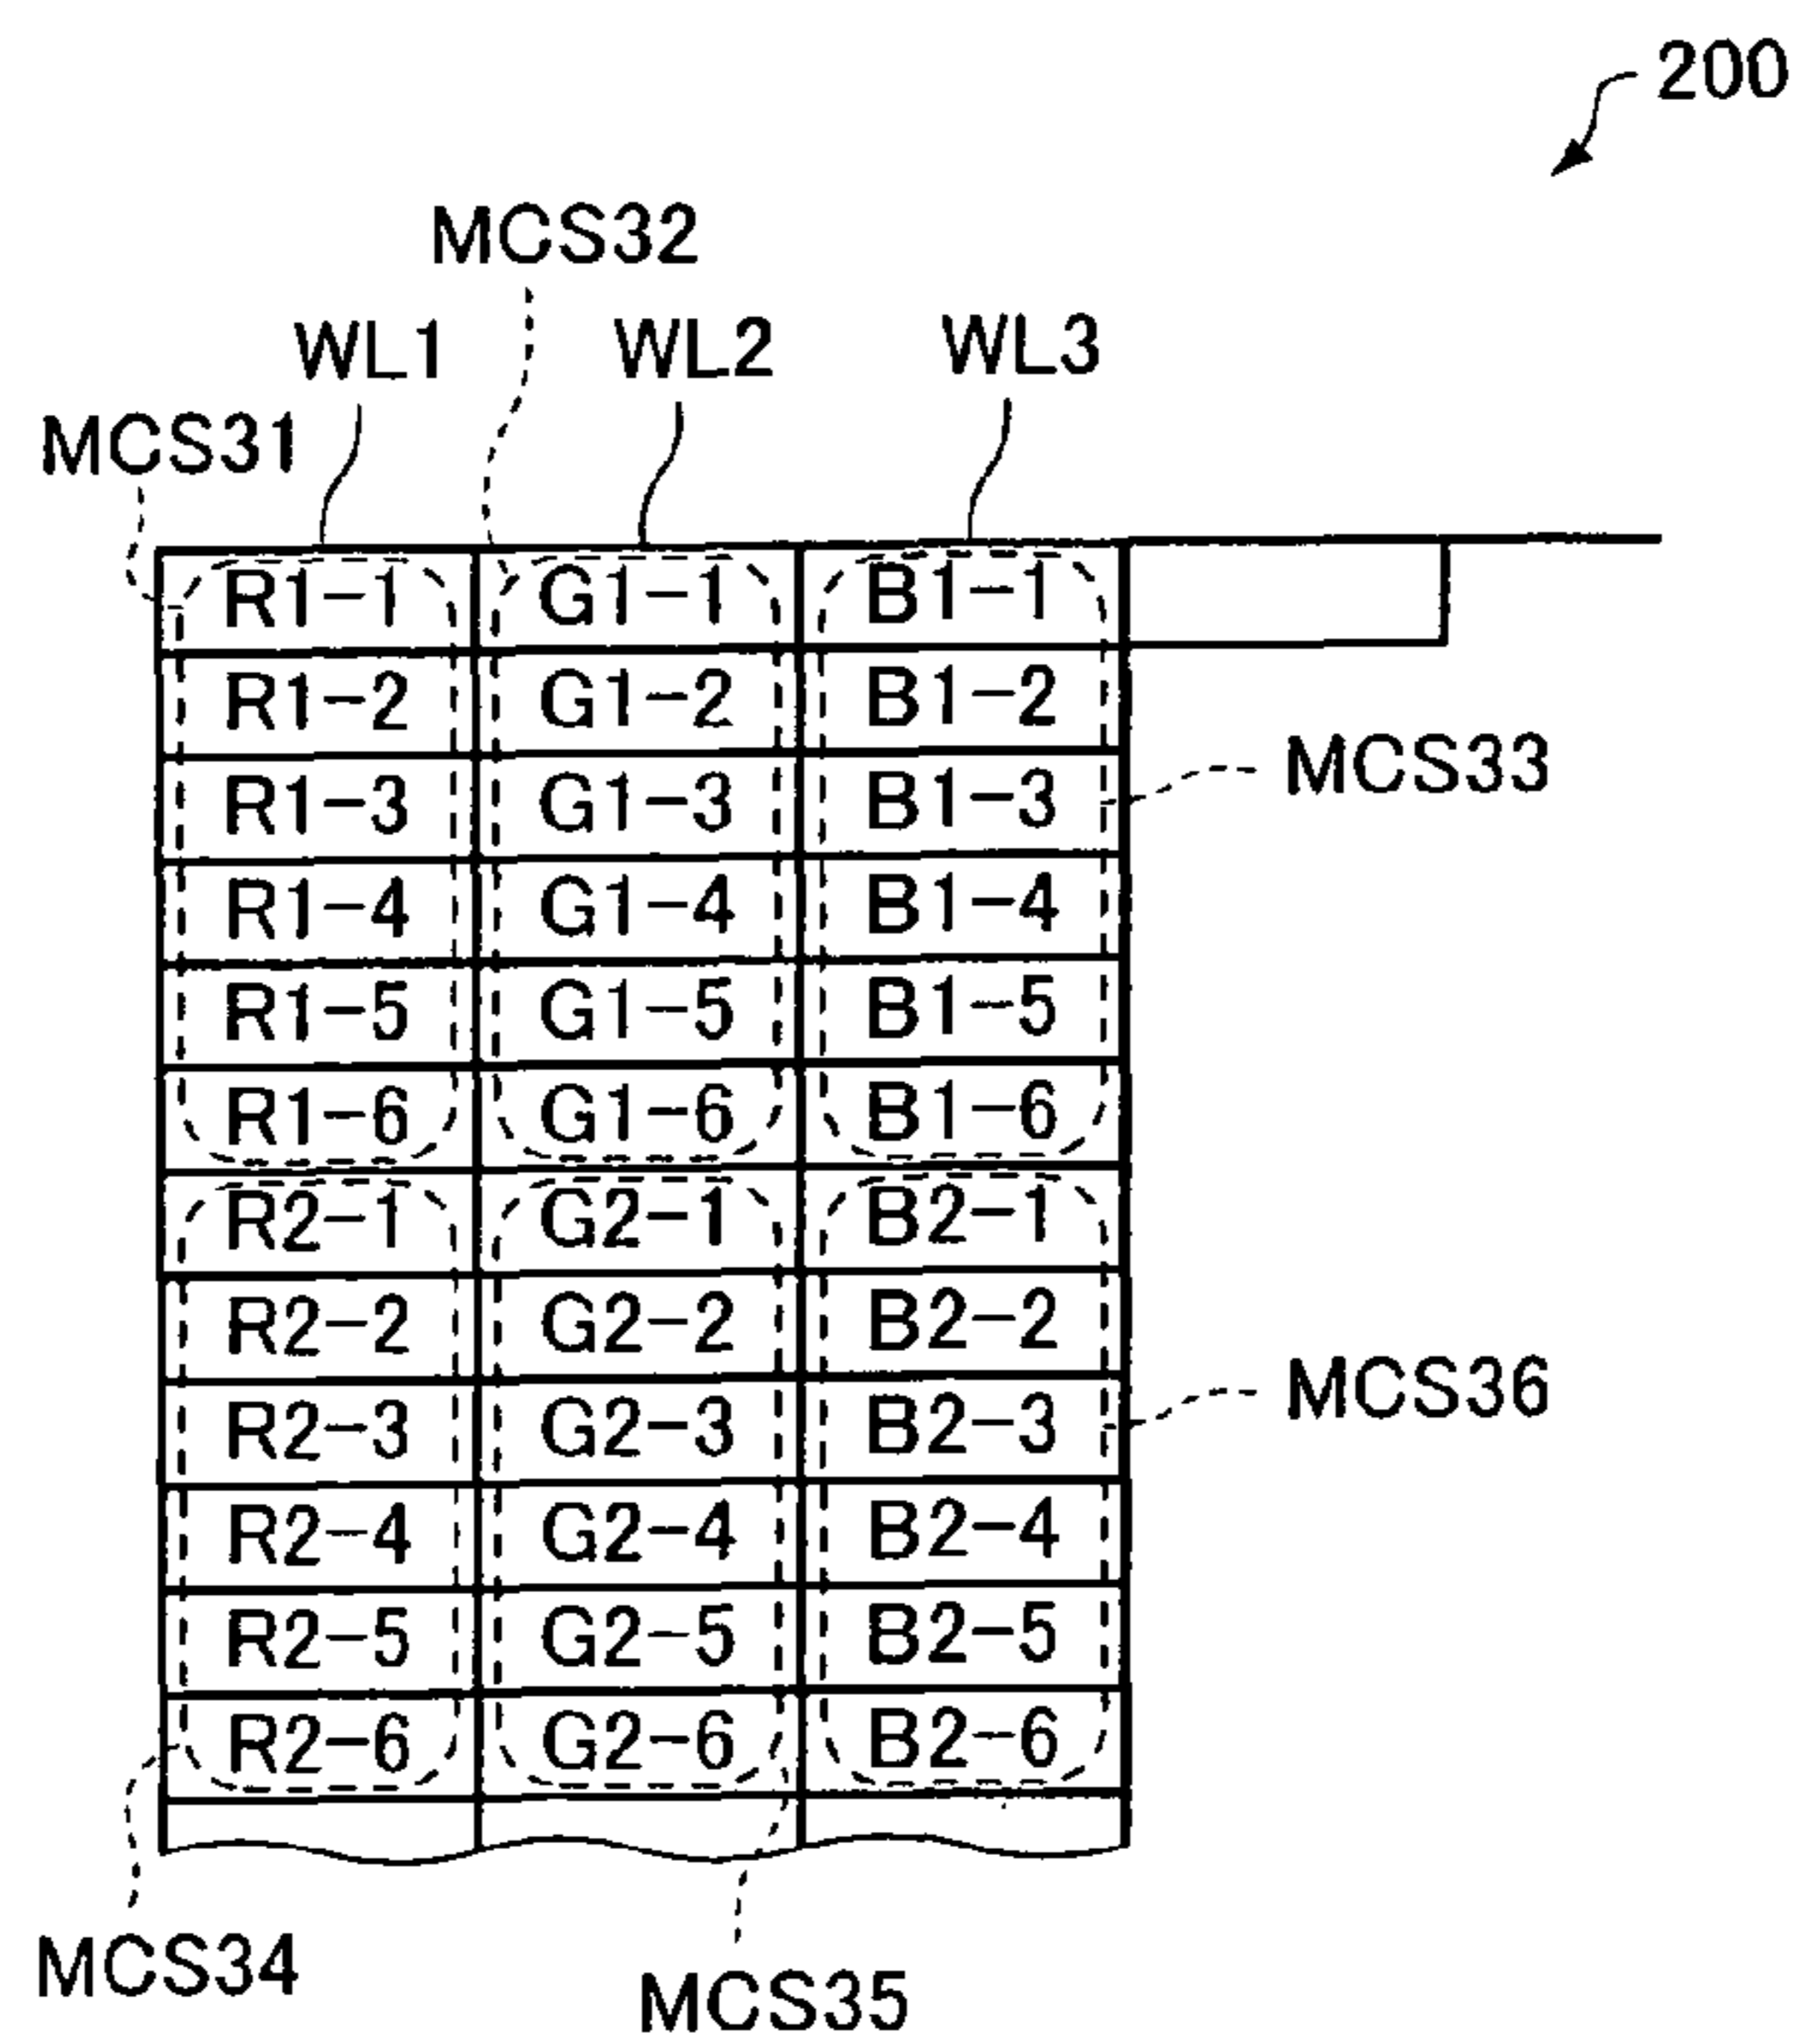 200
MCS32
WL1 WL2 WL3
MCS31
R1-1 G1-1 B1-1
R1-2 G1-2 B1-2
MCS33
R1-3 G1-3 B1-3
R1-4 G1-4 B1-4
R1-5 G1-5 B1-5
R1-6 G1-6 B1-6
R2-1 G2-1 B2-1
R2-2 G2-2 B2-2
MCS36
R2-3 G2-3 B2-3
R2-4 G2-4 B2-4
R2-5 G2-5 B2-5
R2-6 G2-6 B2-6
MCS34
MCS35